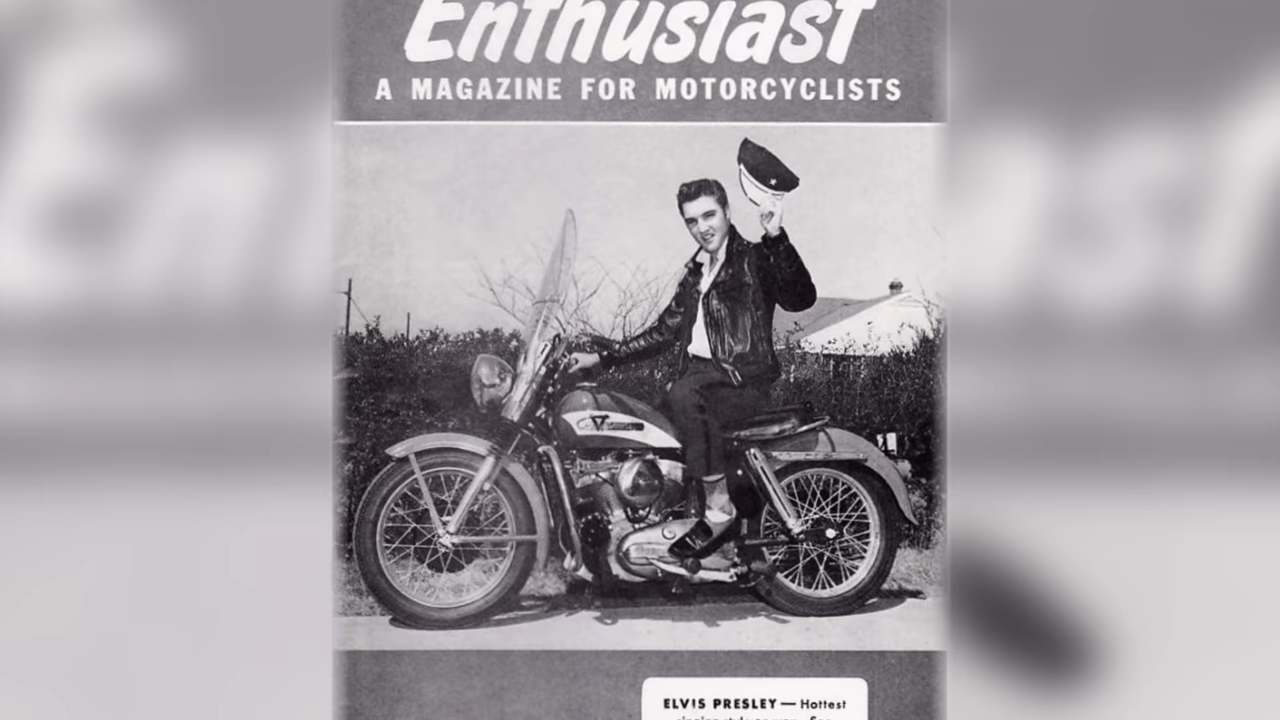 Enthusiast
A MAGAZINE FOR MOTORCYCLISTS
ELVIS PRESLEY — Hottest